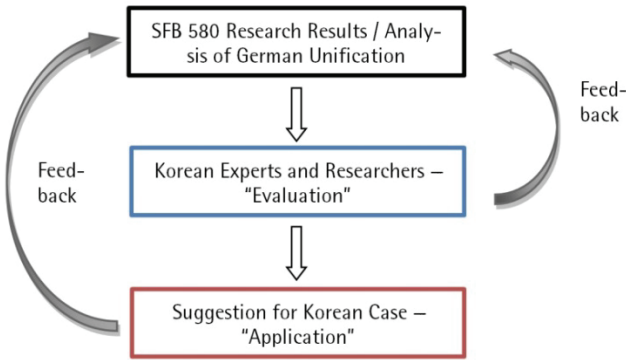 SFB 580 Research Results / Analy-
sis of German Unification
Feed-
back
Korean Experts and Researchers —
“Evaluation”
Feed-
back
Suggestion for Korean Case —
“Application”